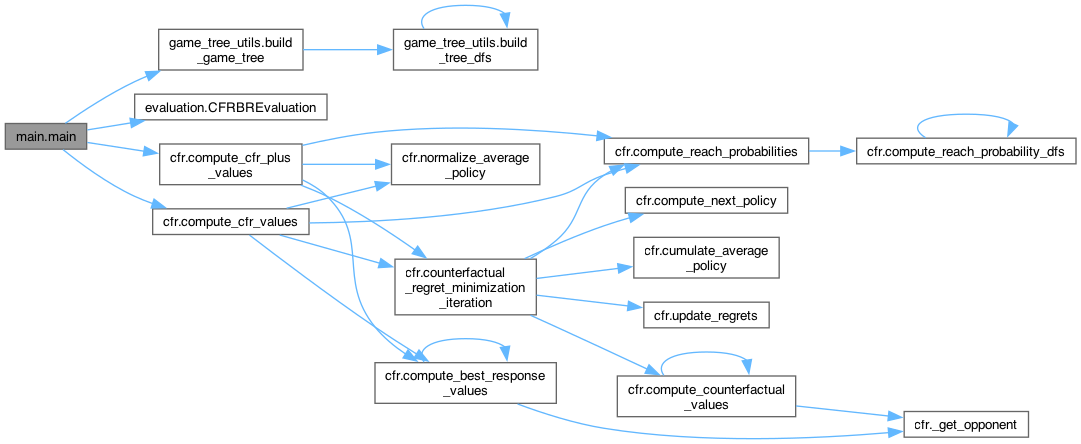 game_tree_utils.build
_game_tree
game_tree_utils.build
_tree_dfs
evaluation.CFRBREvaluation
main.main
cfr.compute_cfr_plus
_values
cfr.normalize_average
_policy
cfr.compute_reach_probabilities
cfr.compute_reach_probability_dfs
cfr.compute_cfr_values
cfr.compute_next_policy
cfr.counterfactual
_regret_minimization
_iteration
cfr.cumulate_average
_policy
cfr.update_regrets
cfr.compute_best_response
_values
cfr.compute_counterfactual
_values
cfr._get_opponent